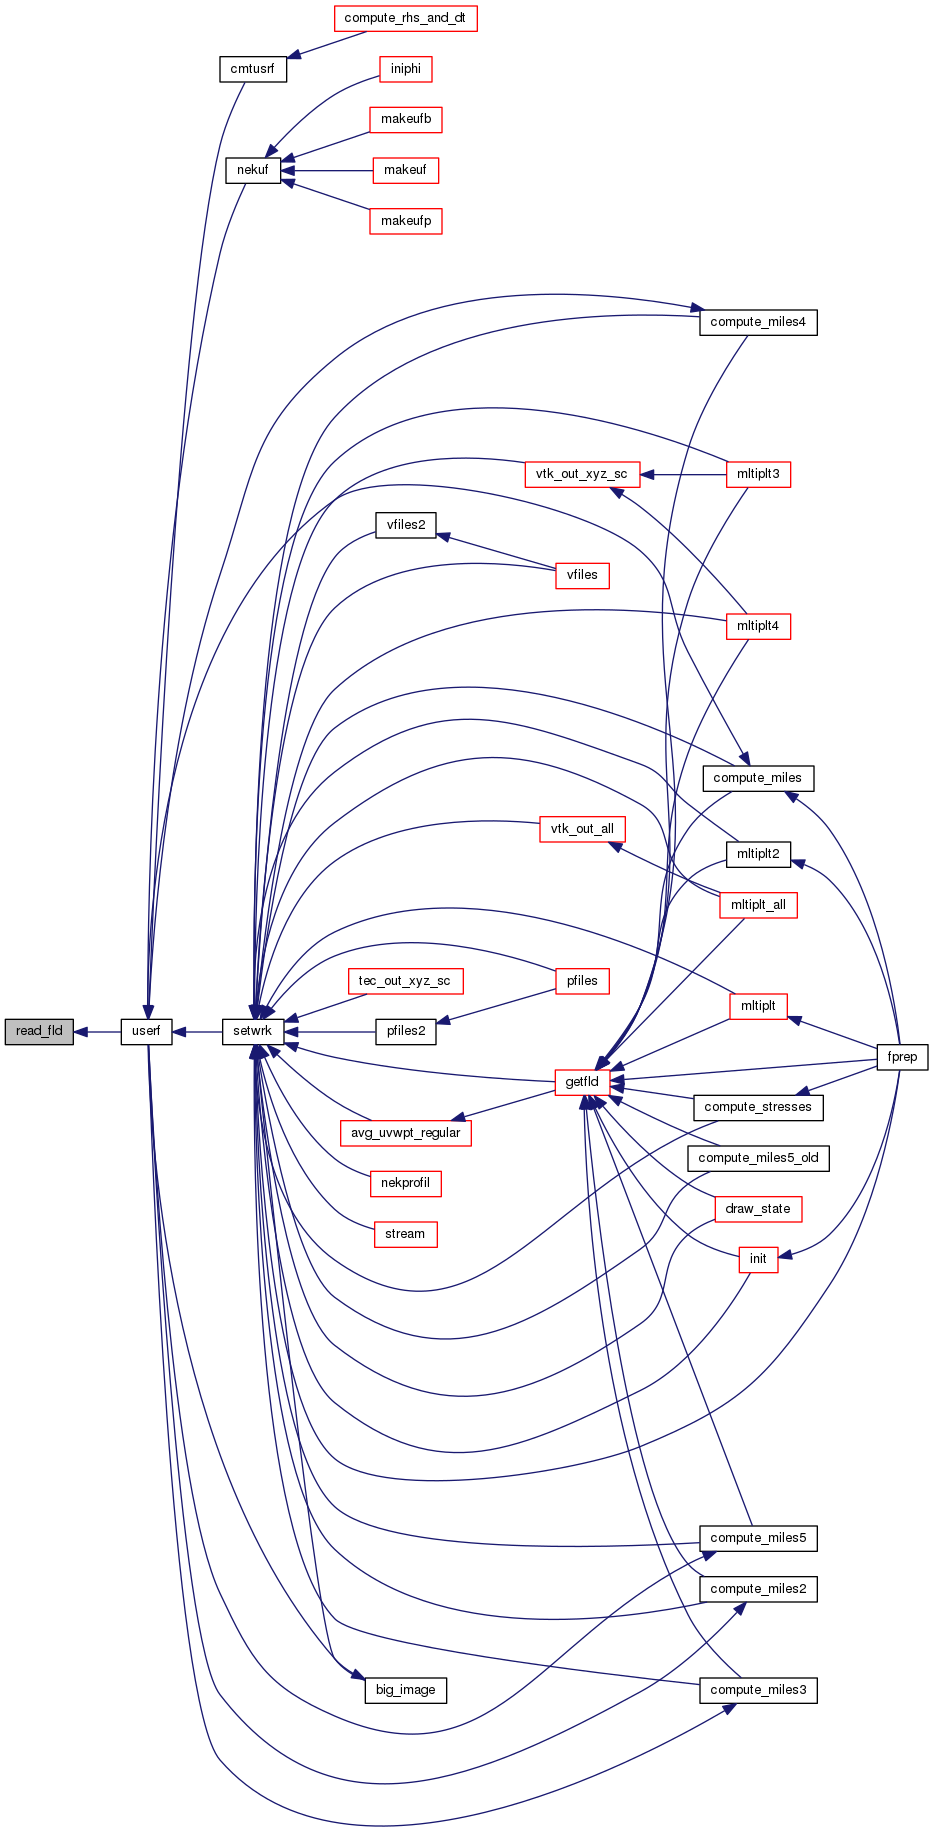 compute_rhs_and_dt
cmtusrf
iniphi
makeufb
nekuf
makeuf
makeufp
compute_miles4
vtk_out_xyz_sc
mltiplt3
vfiles2
vfiles
mltiplt4
compute_miles
vtk_out_all
mltiplt2
mltiplt_all
tec_out_xyz_sc
pfiles
mltiplt
read_fld
userf
setwrk
pfiles2
fprep
getfld
compute_stresses
avg_uvwpt_regular
compute_miles5_old
nekprofil
draw_state
stream
init
compute_miles5
compute_miles2
big_image
compute_miles3